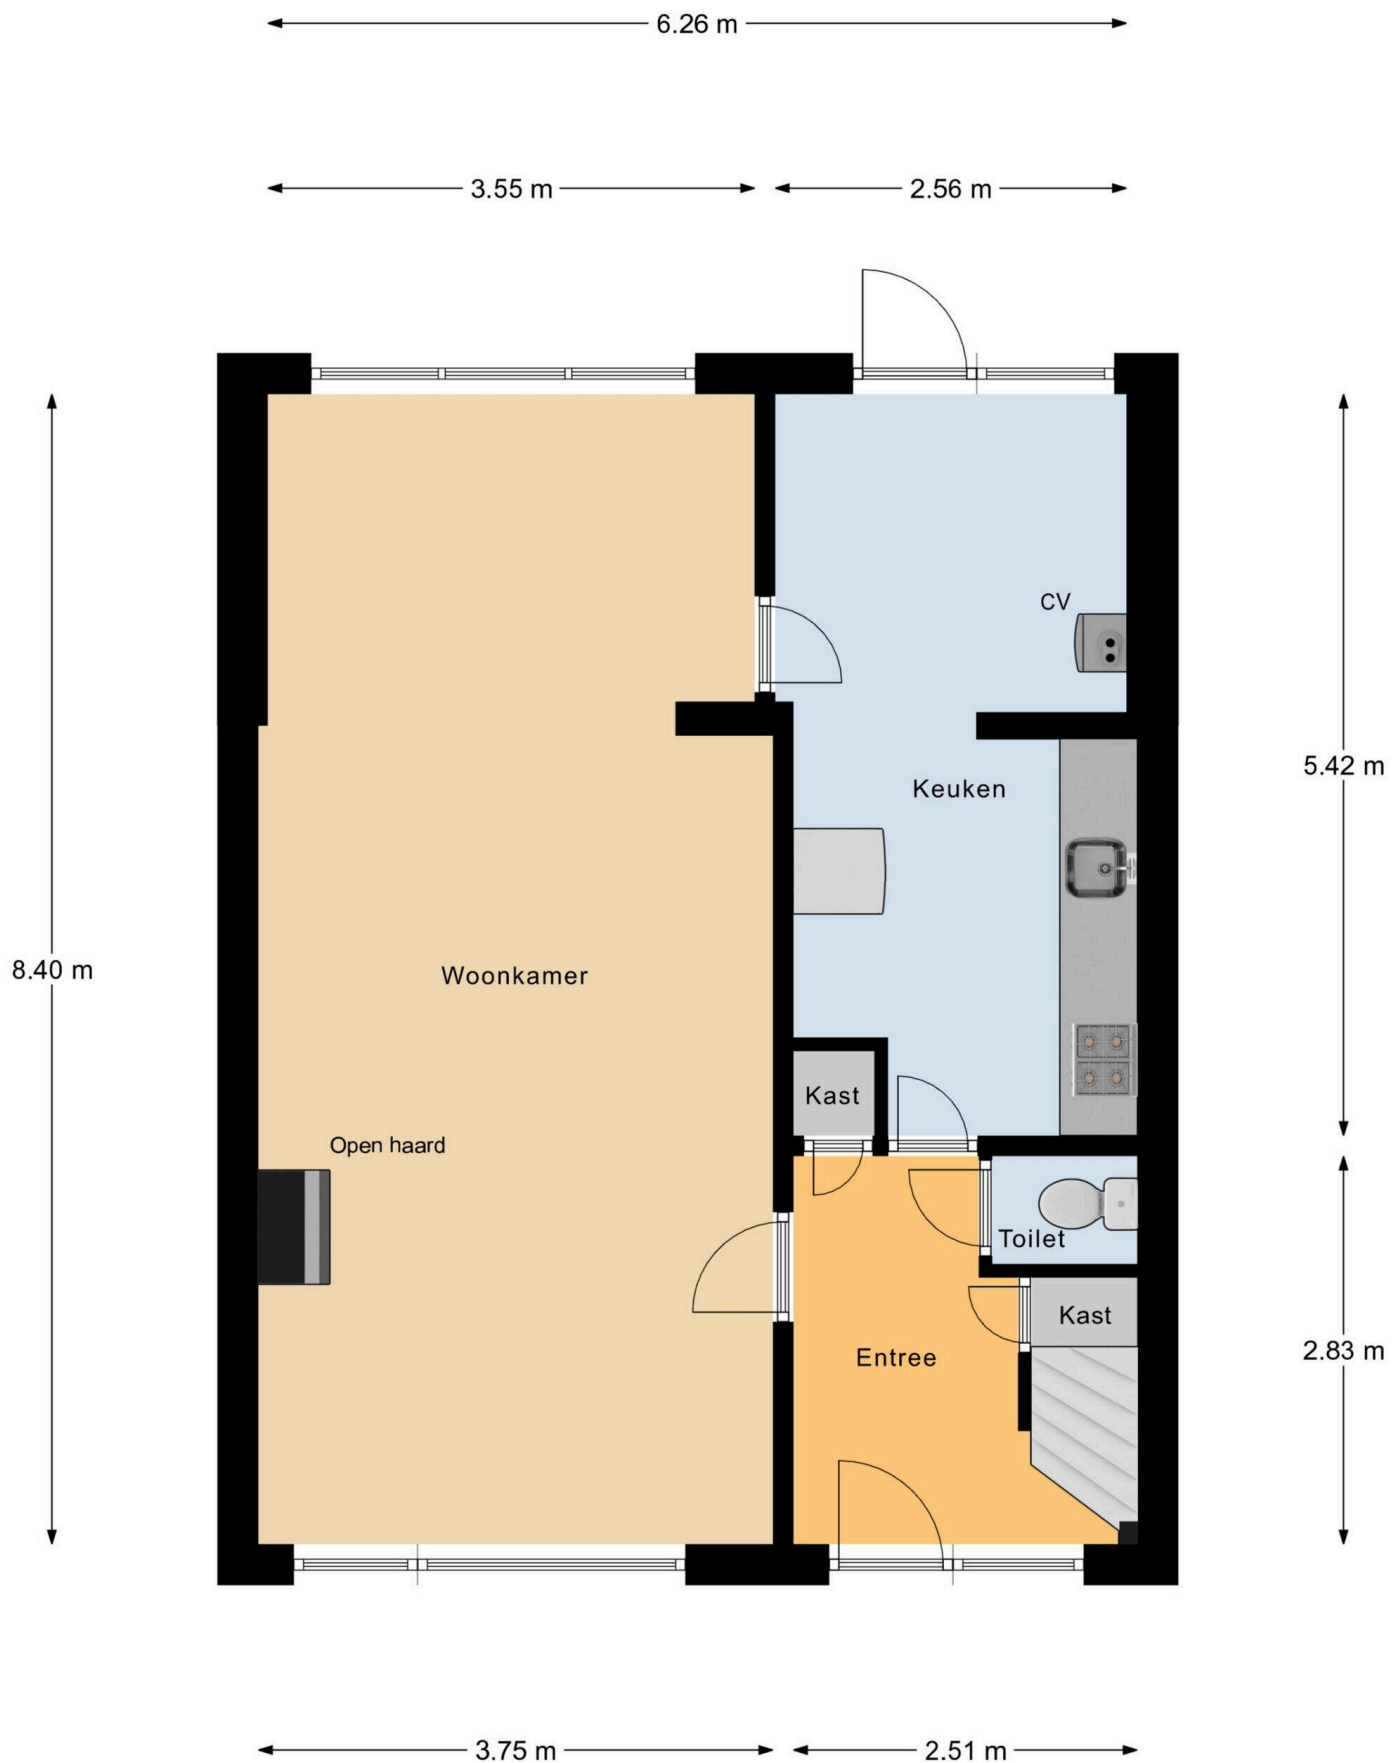 6.26 m
3.55 m
2.56 m
CV
5.42 m
Keuken
8.40 m
Woonkamer
Kast
Open haard
Toilet
Kast
2.83 m
Entree
3.75 m
2.51 m